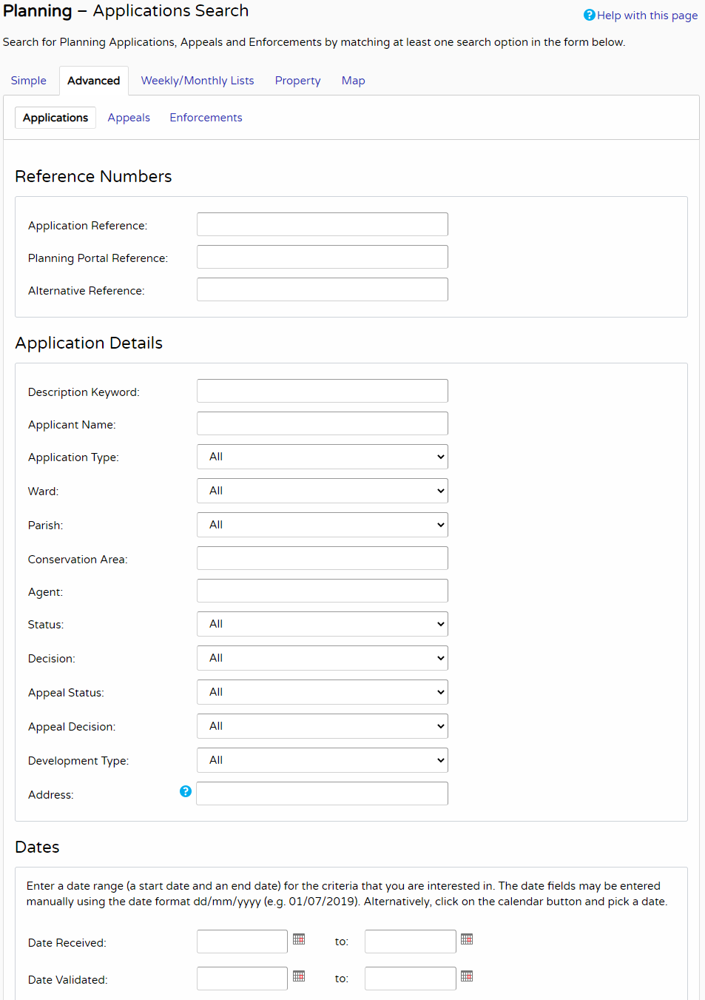 Planning – Applications Search
Help with this page
Search for Planning Applications, Appeals and Enforcements by matching at least one search option in the form below.
Simple Advanced Weekly/Monthly Lists Property Map
Applications Appeals Enforcements
Reference Numbers
Application Reference:
Planning Portal Reference:
Alternative Reference:
Application Details
Description Keyword:
Applicant Name:
Application Type: All
Ward: All
Parish: All
Conservation Area:
Agent:
Status: All
Decision: All
Appeal Status: All
Appeal Decision: All
Development Type: All
Address: ?
Dates
Enter a date range (a start date and an end date) for the criteria that you are interested in. The date fields may be entered
manually using the date format dd/mm/yyyy (e.g. 01/07/2019). Alternatively, click on the calendar button and pick a date.
Date Received: to:
Date Validated: to: